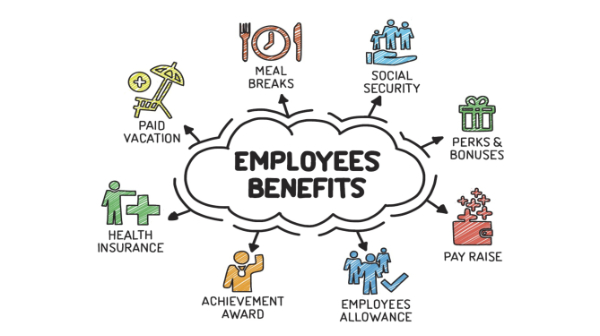 MEAL
BREAKS
SOCIAL
SECURITY
PAID
VACATION
PERKS &
BONUSES
EMPLOYEES
BENEFITS
HEALTH
INSURANCE
PAY RAISE
ACHIEVEMENT
AWARD
EMPLOYEES
ALLOWANCE